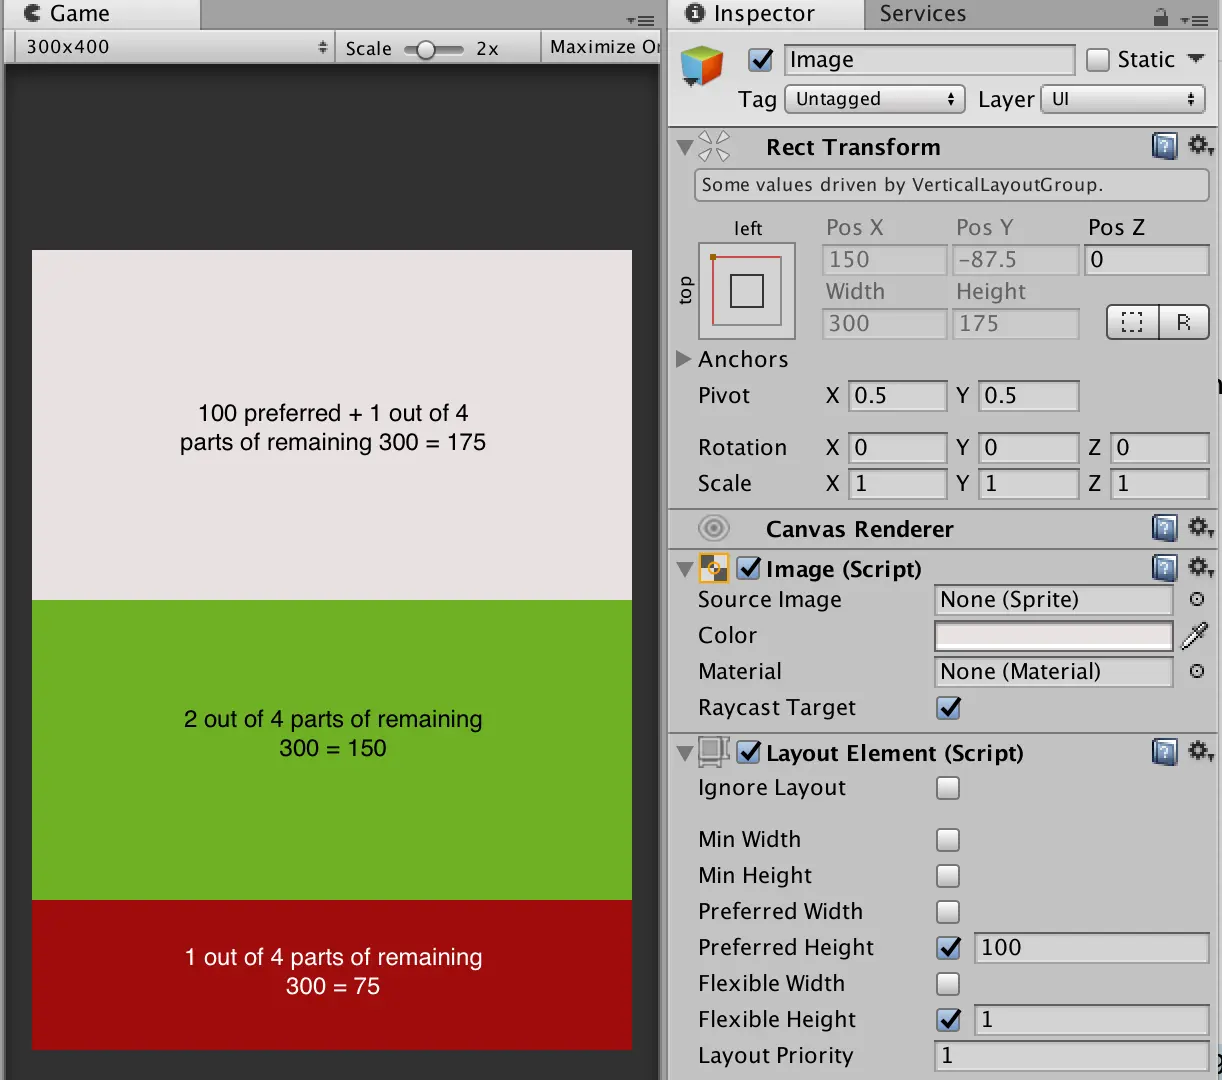 Game
300x400 Scale 2x Maximize O
100 preferred + 1 out of 4
parts of remaining 300 = 175
2 out of 4 parts of remaining
300 = 150
1 out of 4 parts of remaining
300 = 75
Inspector Services
Image Static
Tag Untagged Layer UI
Rect Transform
Some values driven by VerticalLayoutGroup.
left Pos X Pos Y Pos Z
top 150 -87.5 0
Width Height
300 175 R
Anchors
Pivot X 0.5 Y 0.5
Rotation X 0 Y 0 Z 0
Scale X 1 Y 1 Z 1
Canvas Renderer
Image (Script)
Source Image None (Sprite)
Color
Material None (Material)
Raycast Target
Layout Element (Script)
Ignore Layout
Min Width
Min Height
Preferred Width
Preferred Height 100
Flexible Width
Flexible Height 1
Layout Priority 1